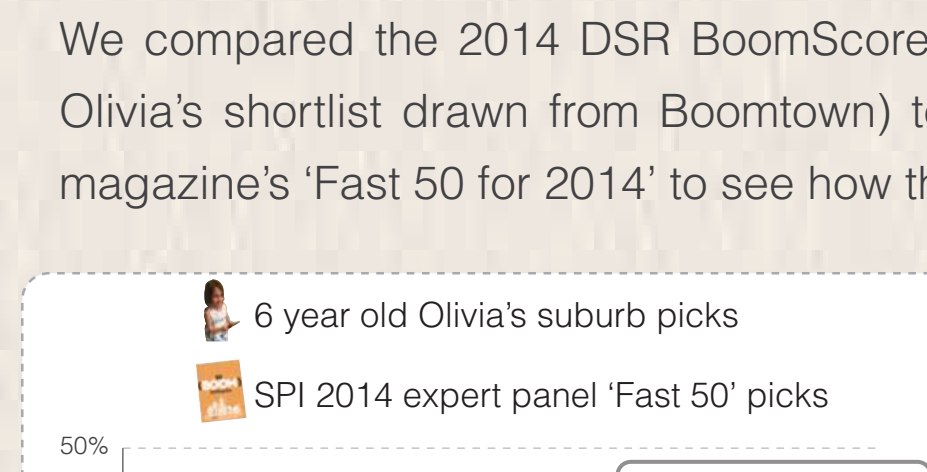 We compared the 2014 DSR BoomScore
Olivia’s shortlist drawn from Boomtown)
magazine’s ‘Fast 50 for 2014’ to see how
6 year old Olivia’s suburb picks
BOOM
SPI 2014 expert panel ‘Fast 50’ picks
50%